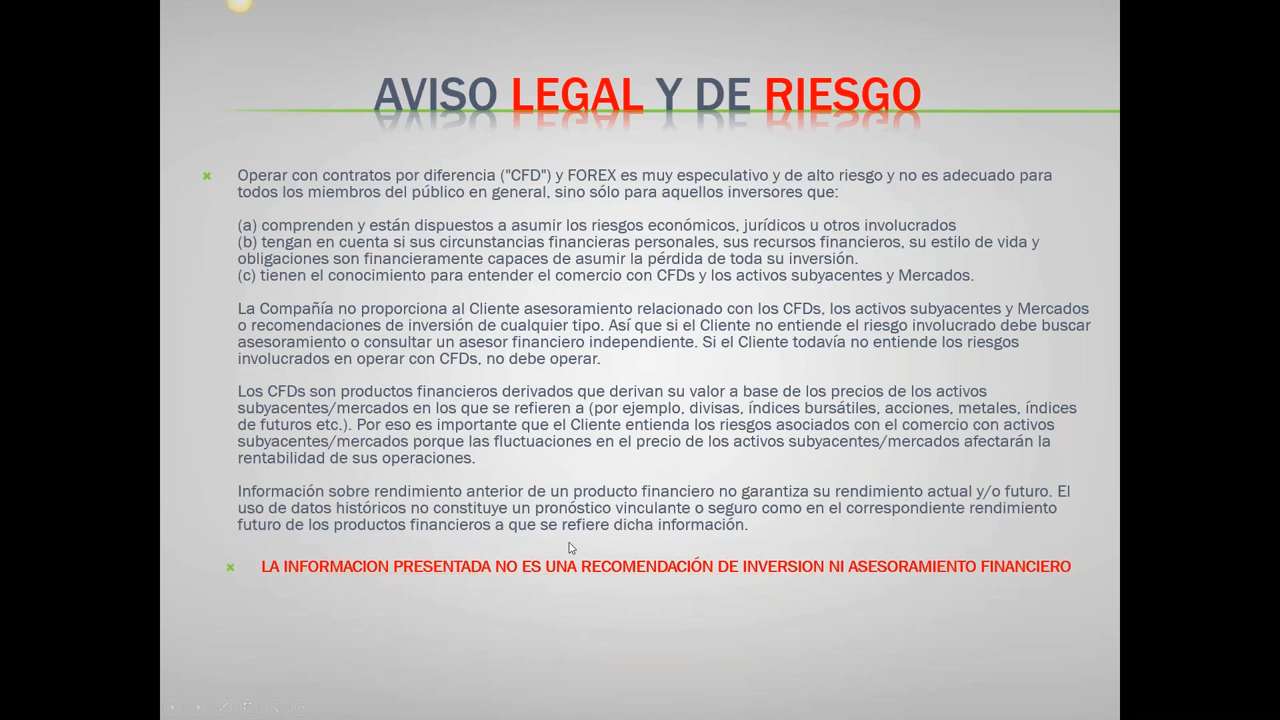 AVISO LEGAL Y DE RIESGO
Operar con contratos por diferencia ("CFD") y FOREX es muy especulativo y de alto riesgo y no es adecuado para
todos los miembros del público en general, sino sólo para aquellos inversores que:
(a) comprenden y están dispuestos a asumir los riesgos económicos, jurídicos u otros involucrados
(b) tengan en cuenta si sus circunstancias financieras personales, sus recursos financieros, su estilo de vida y
obligaciones son financieramente capaces de asumir la pérdida de toda su inversión.
(c) tienen el conocimiento para entender el comercio con CFDs y los activos subyacentes y Mercados.
La Compañía no proporciona al Cliente asesoramiento relacionado con los CFDs, los activos subyacentes y Mercados
o recomendaciones de inversión de cualquier tipo. Así que si el Cliente no entiende el riesgo involucrado debe buscar
asesoramiento o consultar un asesor financiero independiente. Si el Cliente todavía no entiende los riesgos
involucrados en operar con CFDs, no debe operar.
Los CFDs son productos financieros derivados que derivan su valor a base de los precios de los activos
subyacentes/mercados en los que se refieren a (por ejemplo, divisas, índices bursátiles, acciones, metales, índices
de futuros etc.). Por eso es importante que el Cliente entienda los riesgos asociados con el comercio con activos
subyacentes/mercados porque las fluctuaciones en el precio de los activos subyacentes/mercados afectarán la
rentabilidad de sus operaciones.
Información sobre rendimiento anterior de un producto financiero no garantiza su rendimiento actual y/o futuro. El
uso de datos históricos no constituye un pronóstico vinculante o seguro como en el correspondiente rendimiento
futuro de los productos financieros a que se refiere dicha información.
LA INFORMACION PRESENTADA NO ES UNA RECOMENDACIÓN DE INVERSION NI ASESORAMIENTO FINANCIERO